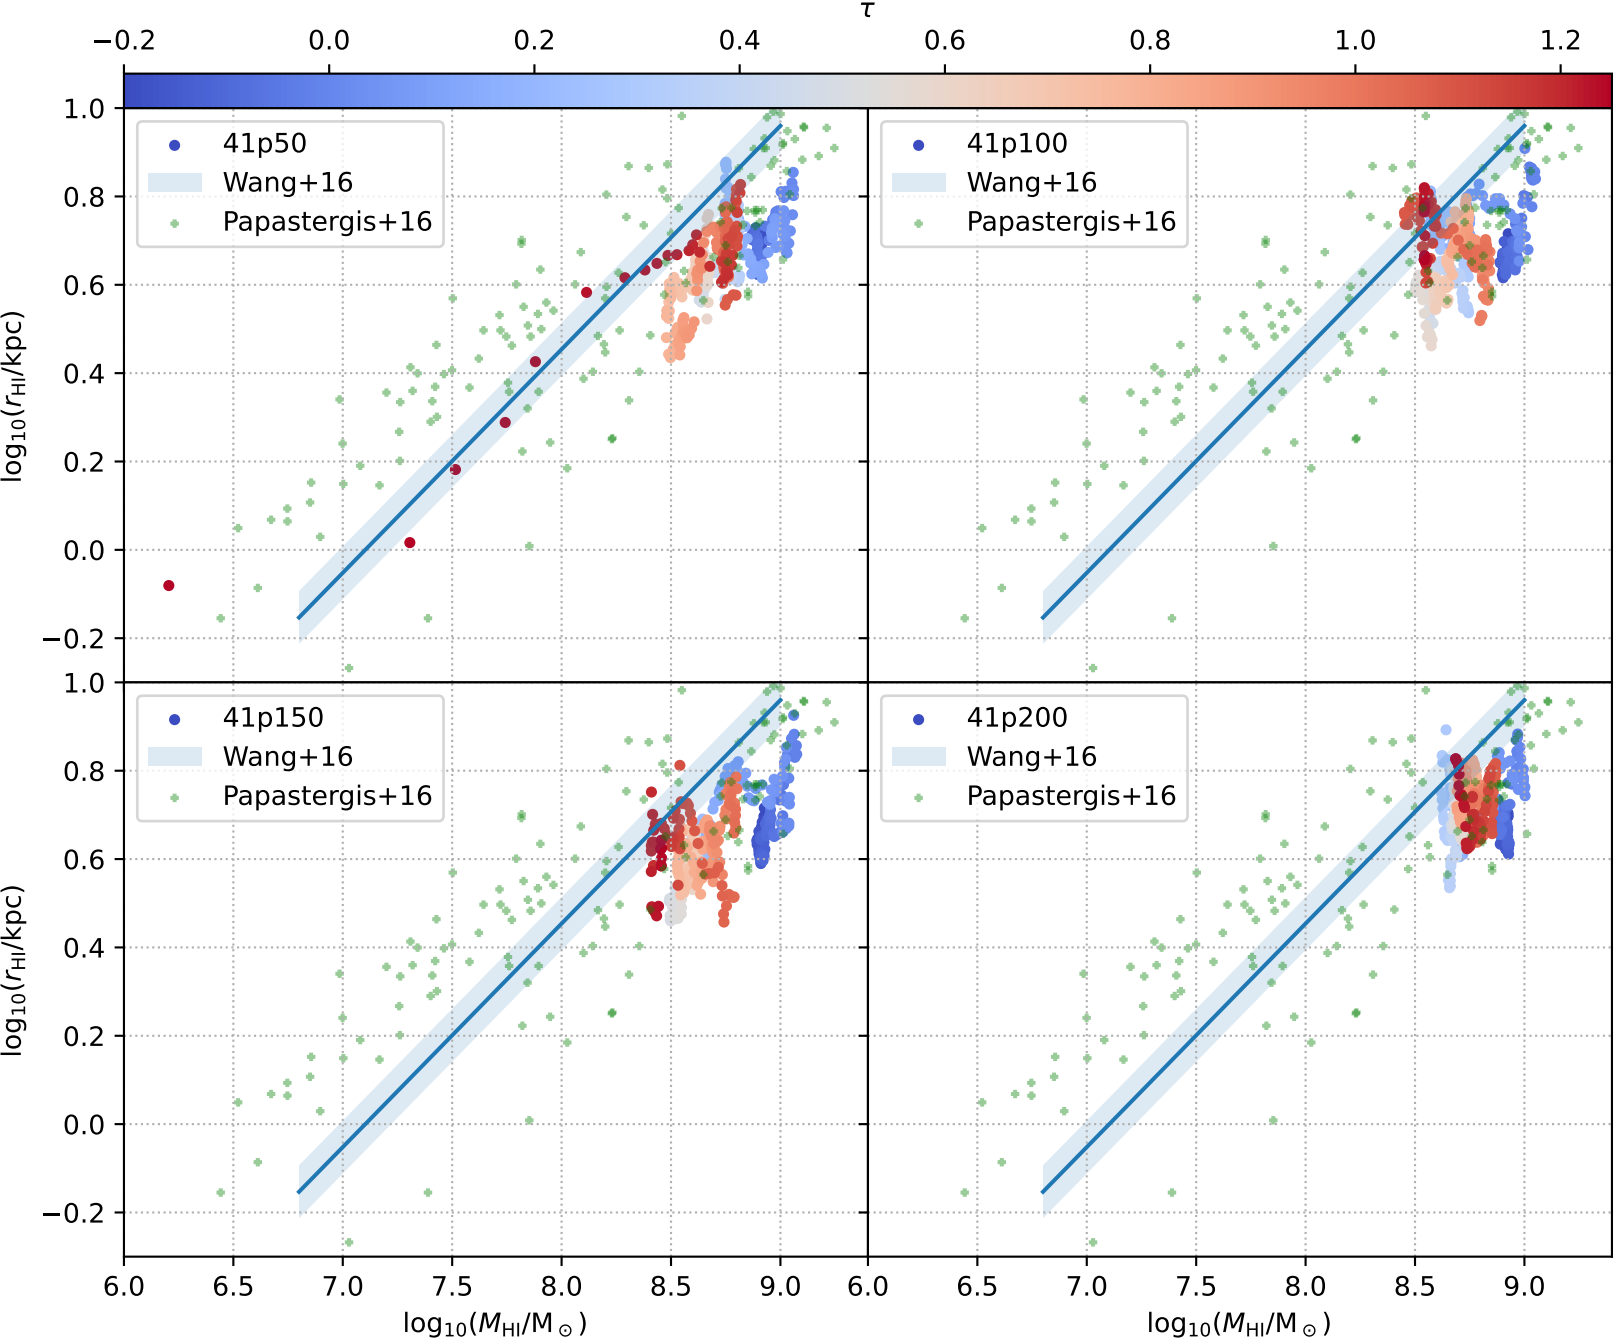 τ
−0.2 0.0 0.2 0.4 0.6 0.8 1.0 1.2
41p50
Wang+16
Papastergis+16
41p100
Wang+16
Papastergis+16
1.0
0.8
0.6
0.4
0.2
0.0
−0.2
log₁₀(r_HI/kpc)
41p150
Wang+16
Papastergis+16
41p200
Wang+16
Papastergis+16
1.0
0.8
0.6
0.4
0.2
0.0
−0.2
log₁₀(r_HI/kpc)
6.0 6.5 7.0 7.5 8.0 8.5 9.0 6.0 6.5 7.0 7.5 8.0 8.5 9.0
log₁₀(M_HI/M⊙) log₁₀(M_HI/M⊙)